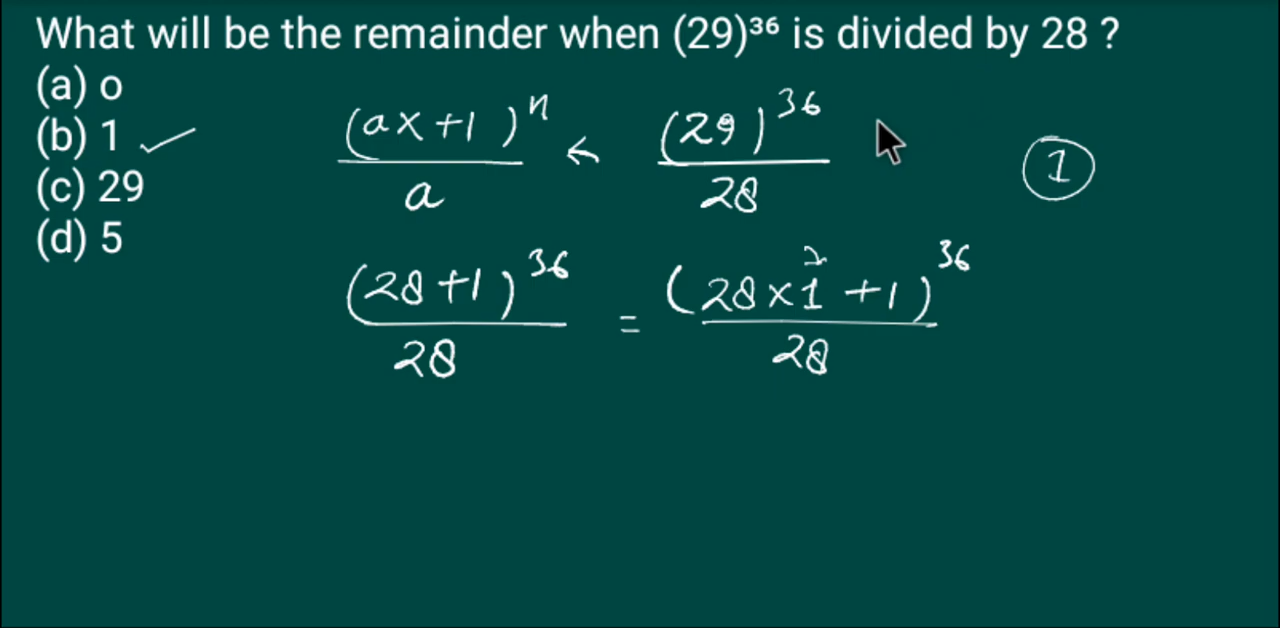 What will be the remainder when (29)³⁶ is divided by 28 ?
(a) 0
(b) 1 ✓
(c) 29
(d) 5
(ax+1)ⁿ / a ← (29)³⁶ / 28
①
(28+1)³⁶ / 28 = (28×1+1)³⁶ / 28